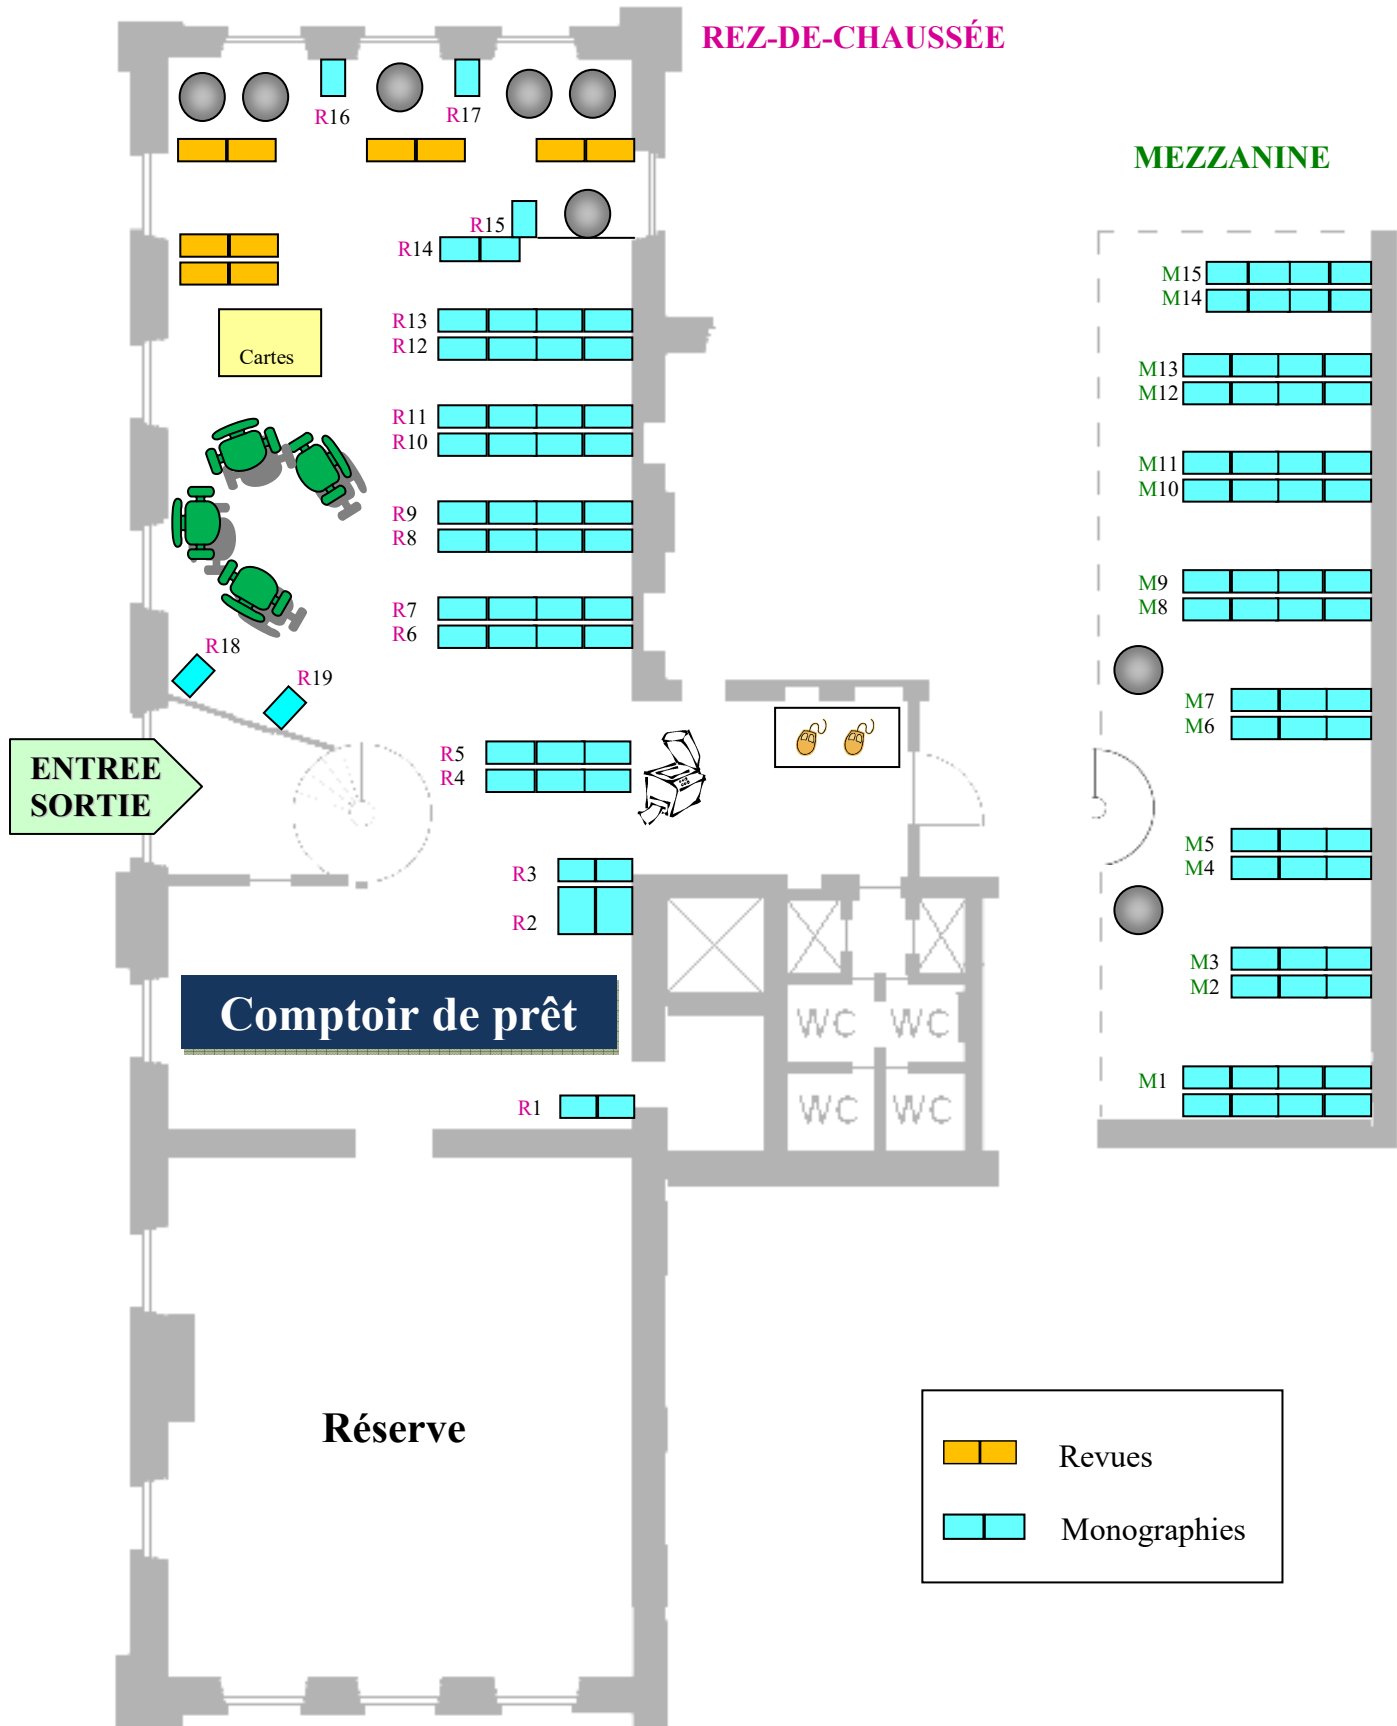 REZ-DE-CHAUSSÉE
R16
R17
MEZZANINE
R15
R14
M15
M14
R13
R12
Cartes
M13
M12
R11
R10
M11
M10
R9
R8
M9
M8
R7
R6
R18
R19
M7
M6
ENTREE
SORTIE
R5
R4
M5
M4
R3
R2
M3
M2
Comptoir de prêt
WC
WC
M1
R1
WC
WC
Réserve
Revues
Monographies